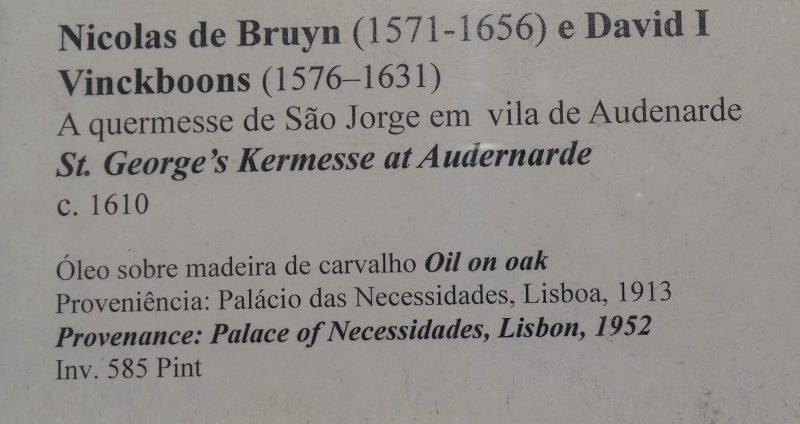 Nicolas de Bruyn (1571-1656) e David I
Vinckboons (1576–1631)
A quermesse de São Jorge em vila de Audenarde
St. George’s Kermesse at Audernarde
c. 1610
Óleo sobre madeira de carvalho Oil on oak
Proveniência: Palácio das Necessidades, Lisboa, 1913
Provenance: Palace of Necessidades, Lisbon, 1952
Inv. 585 Pint